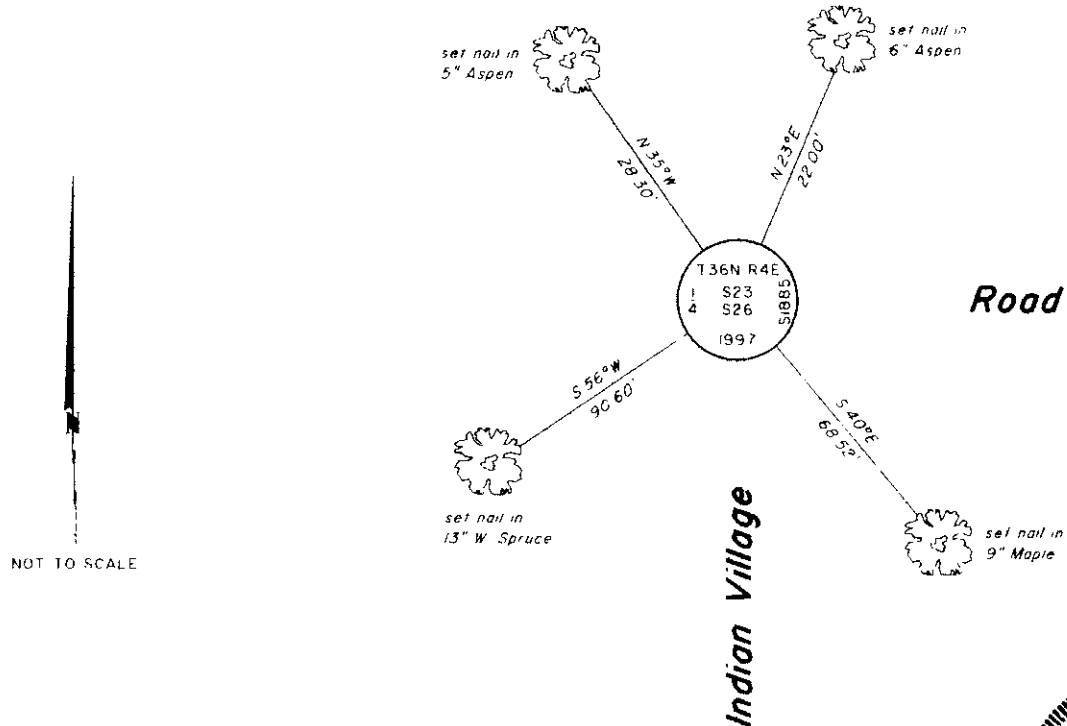 set nail in
5" Aspen
set nail in
6" Aspen
N 35° W
28.30'
N 23° E
22.00'
T36N R4E
1/4
S23
S26
S1885
1997
Road
S 56° W
90.60'
S 40° E
68.52'
set nail in
13" W Spruce
set nail in
9" Maple
N
NOT TO SCALE
Indian Village